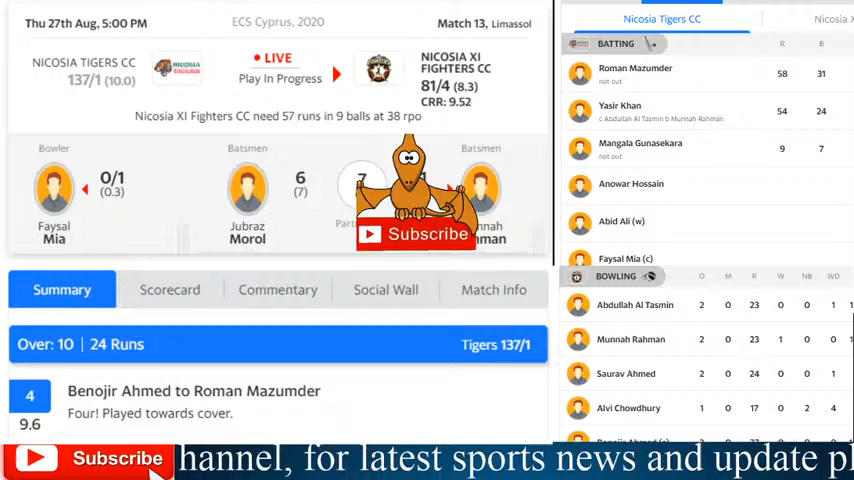 Thu 27th Aug, 5:00 PM
ECS Cyprus, 2020
Match 13, Limassol
NICOSIA TIGERS CC
137/1 (10.0)
LIVE
Play In Progress
NICOSIA XI
FIGHTERS CC
81/4 (8.3)
CRR: 9.52
Nicosia XI Fighters CC need 57 runs in 9 balls at 38 rpo
Bowler
0/1
(0.3)
Faysal
Mia
Batsmen
6
(7)
Jubraz
Morol
7
Part
Batsmen
nnah
man
Subscribe
Summary
Scorecard
Commentary
Social Wall
Match Info
Over: 10 | 24 Runs
Tigers 137/1
4
9.6
Benojir Ahmed to Roman Mazumder
Four! Played towards cover.
Nicosia Tigers CC
Nicosia X
BATTING R B
Roman Mazumder 58 31
not out
Yasir Khan 54 24
c Abdullah Al Tasmin b Munnah Rahman
Mangala Gunasekara 9 7
not out
Anowar Hossain
Abid Ali (w)
Faysal Mia (c)
BOWLING O M R W NB WD
Abdullah Al Tasmin 2 0 23 0 0 1
Munnah Rahman 2 0 23 1 0 0
Saurav Ahmed 2 0 24 0 0 1
Alvi Chowdhury 1 0 17 0 2 4
Subscribe
hannel, for latest sports news and update pl